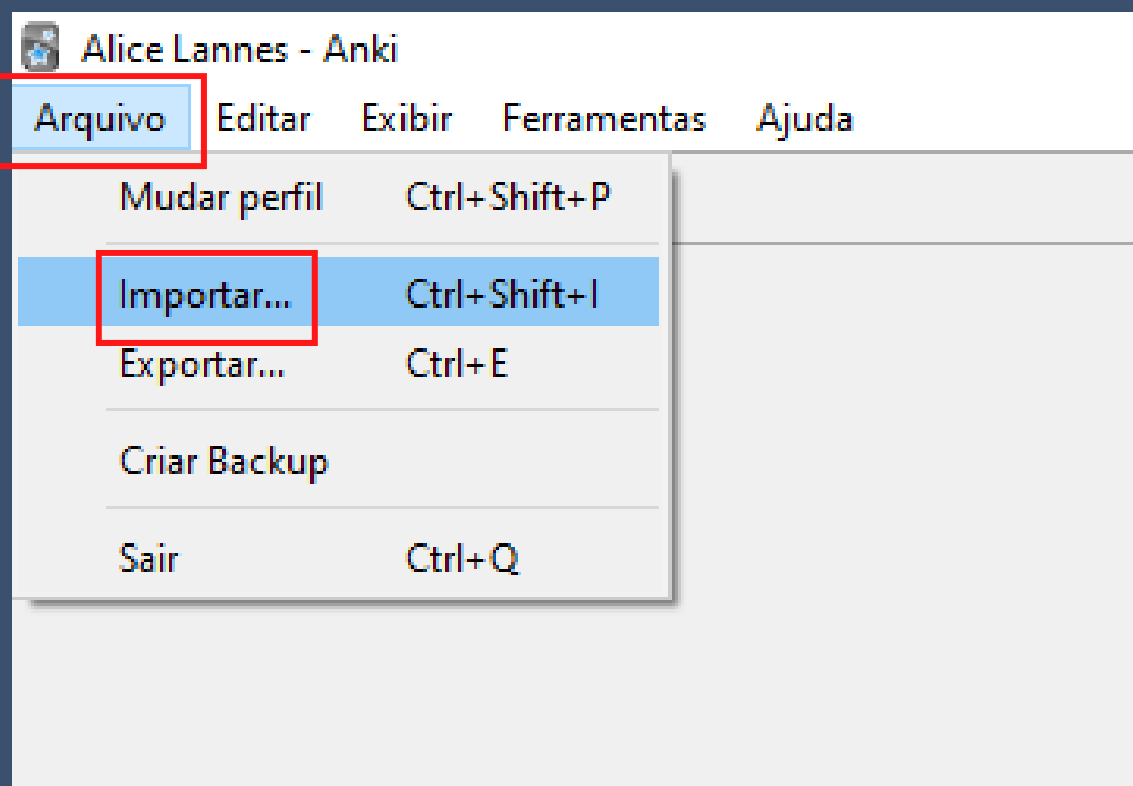 Alice Lannes - Anki
Arquivo Editar Exibir Ferramentas Ajuda
Mudar perfil Ctrl+Shift+P
Importar... Ctrl+Shift+I
Exportar... Ctrl+E
Criar Backup
Sair Ctrl+Q